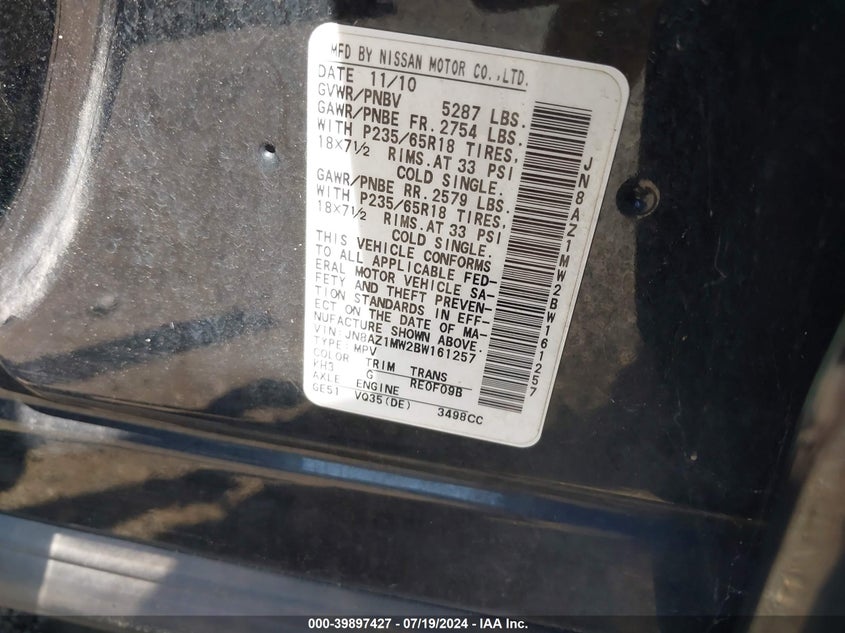 MFD BY NISSAN MOTOR CO.,LTD.
DATE 11/10
GVWR/PNBV 5287 LBS.
GAWR/PNBE FR. 2754 LBS.
WITH P235/65R18 TIRES,
18×7½ RIMS.AT 33 PSI
COLD SINGLE.
GAWR/PNBE RR. 2579 LBS.
WITH P235/65R18 TIRES,
18×7½ RIMS.AT 33 PSI
COLD SINGLE.
THIS VEHICLE CONFORMS
TO ALL APPLICABLE FED-
ERAL MOTOR VEHICLE SA-
FETY AND THEFT PREVEN-
TION STANDARDS IN EFF-
ECT ON THE DATE OF MA-
NUFACTURE SHOWN ABOVE.
VIN:JN8AZ1MW2BW161257
TYPE:MPV
COLOR TRIM TRANS
KH3 G RE0F09B
AXLE ENGINE
GE51 VQ35(DE) 3498CC
JN8AZ1MW2BW161257
000-39897427 - 07/19/2024 - IAA Inc.